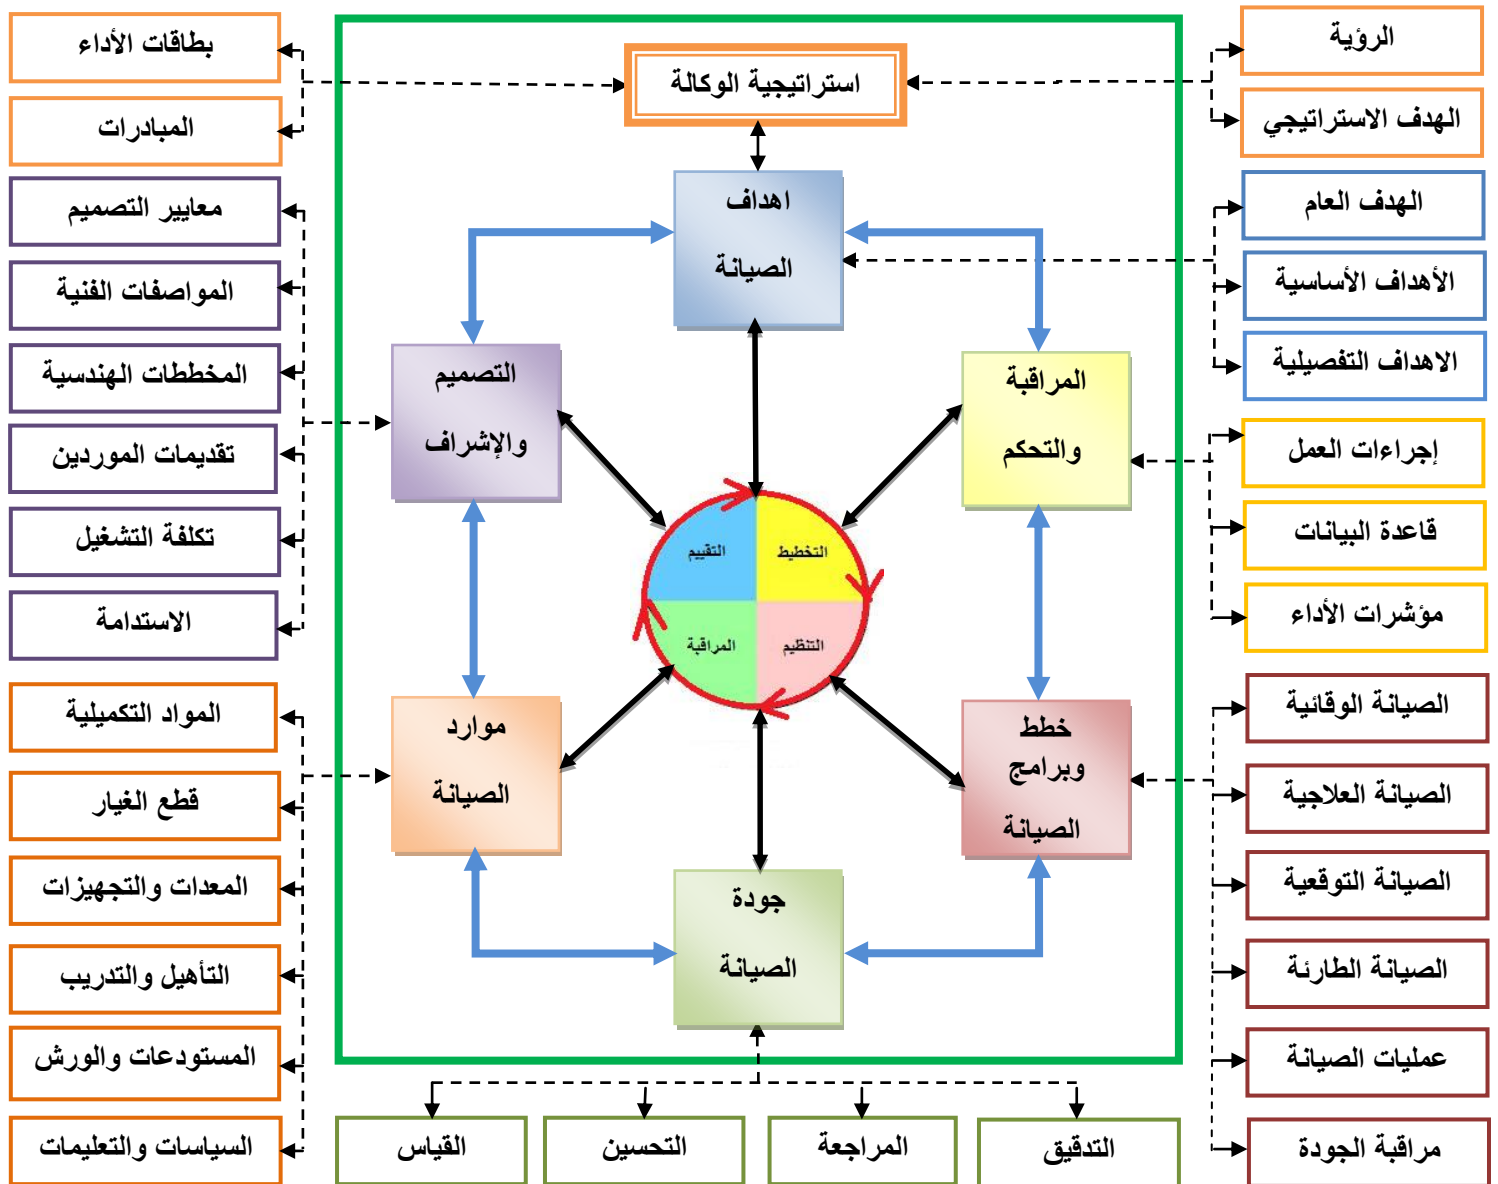 الرؤية
الهدف الاستراتيجي
استراتيجية الوكالة
بطاقات الأداء
المبادرات
الهدف العام
الأهداف الأساسية
الاهداف التفصيلية
اهداف
الصيانة
معايير التصميم
المواصفات الفنية
المخططات الهندسية
تقديمات الموردين
تكلفة التشغيل
الاستدامة
المراقبة
والتحكم
التصميم
والإشراف
إجراءات العمل
قاعدة البيانات
مؤشرات الأداء
التخطيط
التقييم
التنظيم
المراقبة
الصيانة الوقائية
الصيانة العلاجية
الصيانة التوقعية
الصيانة الطارئة
عمليات الصيانة
مراقبة الجودة
خطط
وبرامج
الصيانة
موارد
الصيانة
جودة
الصيانة
المواد التكميلية
قطع الغيار
المعدات والتجهيزات
التأهيل والتدريب
المستودعات والورش
السياسات والتعليمات
التدقيق
المراجعة
التحسين
القياس